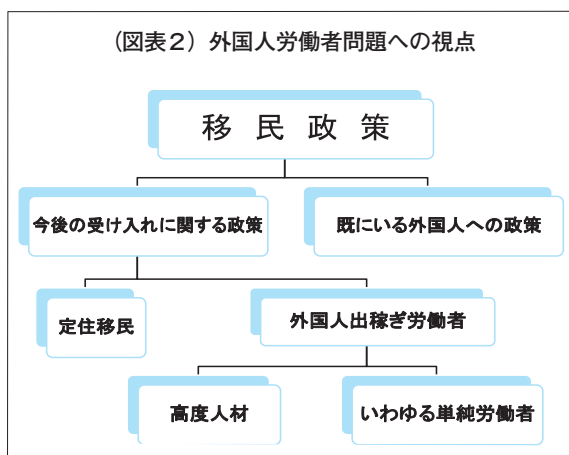 （図表２）外国人労働者問題への視点
移民政策
今後の受け入れに関する政策
既にいる外国人への政策
定住移民
外国人出稼ぎ労働者
高度人材
いわゆる単純労働者